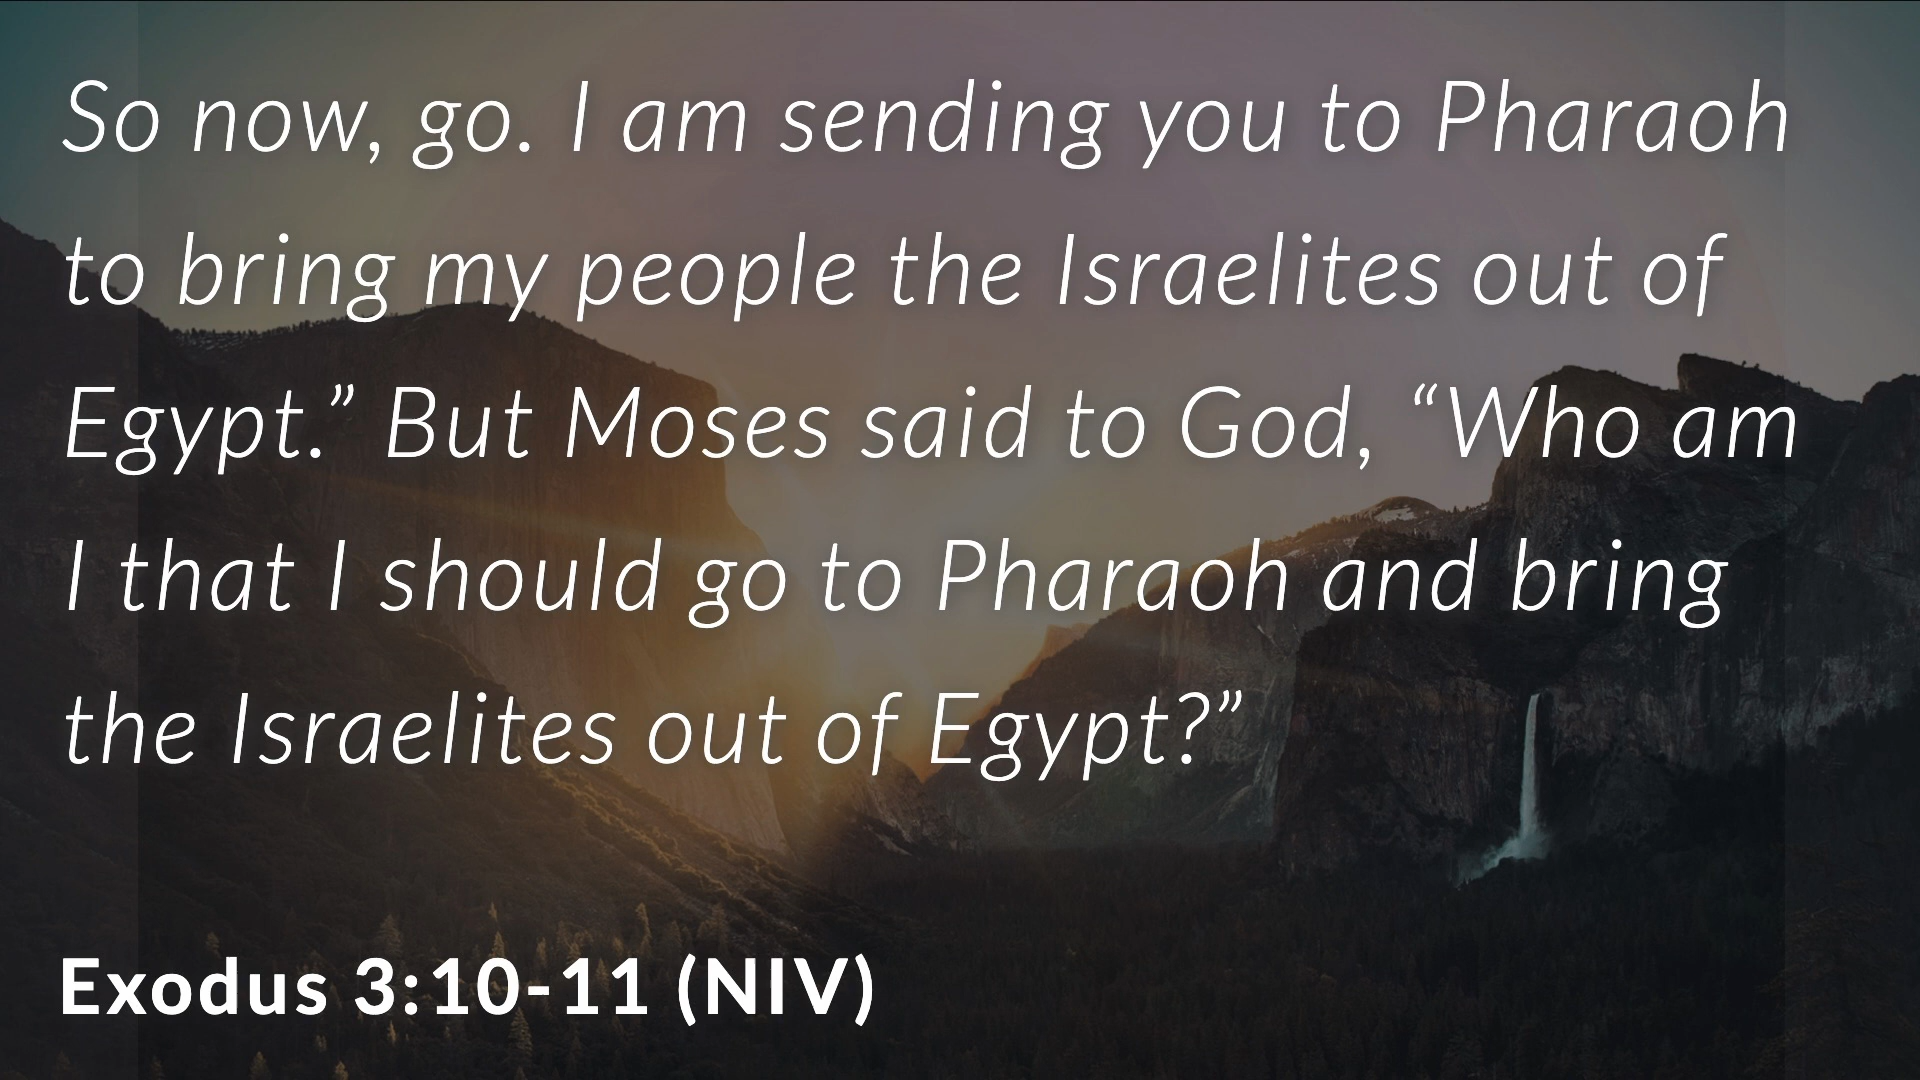 So now, go. I am sending you to Pharaoh
to bring my people the Israelites out of
Egypt.” But Moses said to God, “Who am
I that I should go to Pharaoh and bring
the Israelites out of Egypt?”
Exodus 3:10-11 (NIV)